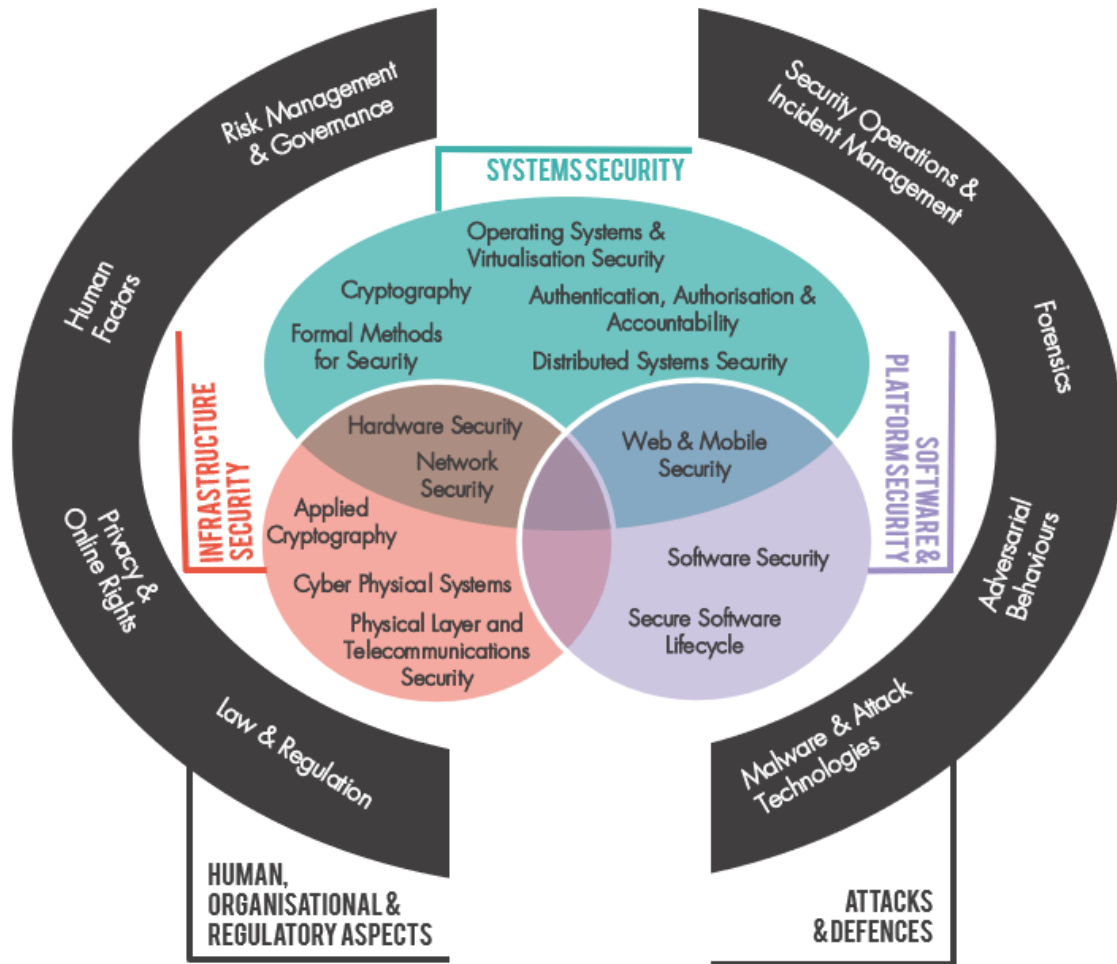 Risk Management
& Governance
Human
Factors
Privacy &
Online Rights
Law & Regulation
HUMAN,
ORGANISATIONAL &
REGULATORY ASPECTS
SYSTEMS SECURITY
Operating Systems &
Virtualisation Security
Cryptography
Authentication, Authorisation &
Accountability
Formal Methods
for Security
Distributed Systems Security
INFRASTRUCTURE
SECURITY
Hardware Security
Network
Security
Web & Mobile
Security
Applied
Cryptography
Cyber Physical Systems
Physical Layer and
Telecommunications
Security
SOFTWARE &
PLATFORM SECURITY
Software Security
Secure Software
Lifecycle
Security Operations &
Incident Management
Forensics
Adversarial
Behaviours
Malware & Attack
Technologies
ATTACKS
& DEFENCES